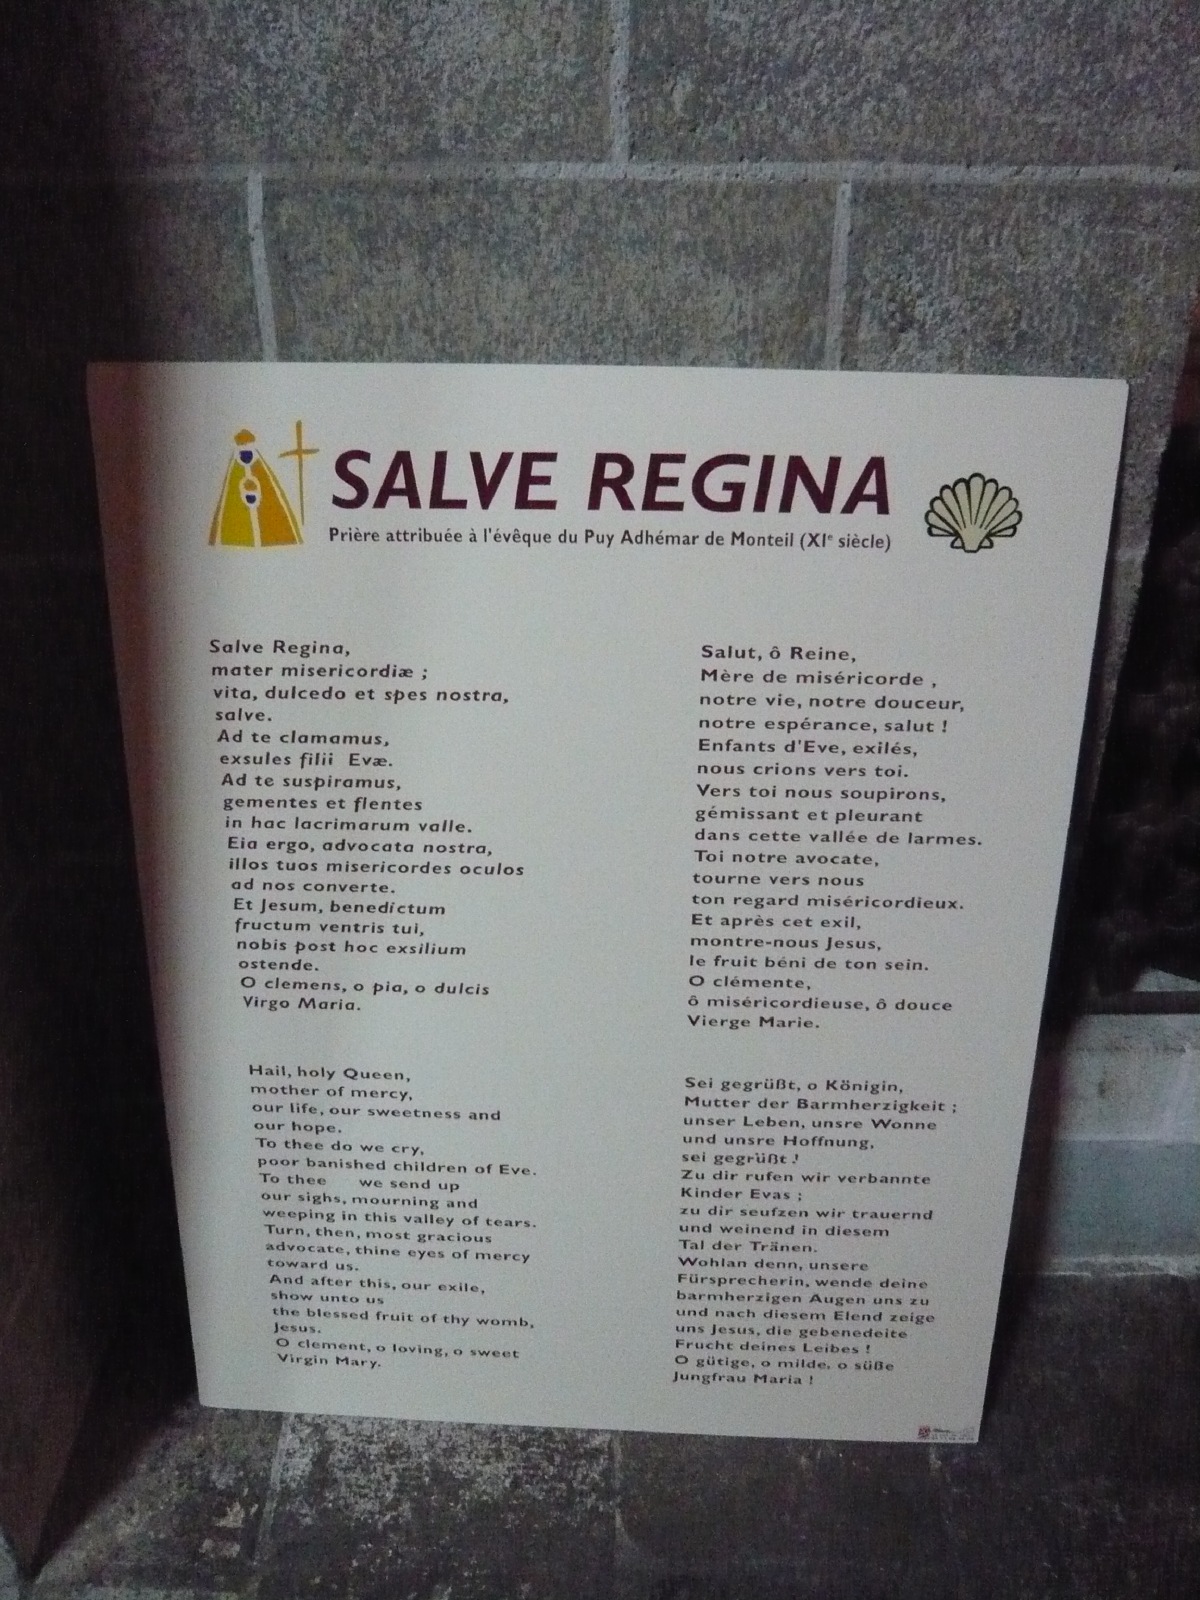 SALVE REGINA
Prière attribuée à l'évêque du Puy Adhémar de Monteil (XIe siècle)
Salve Regina,
mater misericordiæ ;
vita, dulcedo et spes nostra,
salve.
Ad te clamamus,
exsules filii Evæ.
Ad te suspiramus,
gementes et flentes
in hac lacrimarum valle.
Eia ergo, advocata nostra,
illos tuos misericordes oculos
ad nos converte.
Et Jesum, benedictum
fructum ventris tui,
nobis post hoc exsilium
ostende.
O clemens, o pia, o dulcis
Virgo Maria.
Salut, ô Reine,
Mère de miséricorde ,
notre vie, notre douceur,
notre espérance, salut !
Enfants d'Eve, exilés,
nous crions vers toi.
Vers toi nous soupirons,
gémissant et pleurant
dans cette vallée de larmes.
Toi notre avocate,
tourne vers nous
ton regard miséricordieux.
Et après cet exil,
montre-nous Jesus,
le fruit béni de ton sein.
O clémente,
ô miséricordieuse, ô douce
Vierge Marie.
Hail, holy Queen,
mother of mercy,
our life, our sweetness and
our hope.
To thee do we cry,
poor banished children of Eve.
To thee we send up
our sighs, mourning and
weeping in this valley of tears.
Turn, then, most gracious
advocate, thine eyes of mercy
toward us.
And after this, our exile,
show unto us
the blessed fruit of thy womb,
Jesus.
O clement, o loving, o sweet
Virgin Mary.
Sei gegrüßt, o Königin,
Mutter der Barmherzigkeit ;
unser Leben, unsre Wonne
und unsre Hoffnung,
sei gegrüßt !
Zu dir rufen wir verbannte
Kinder Evas ;
zu dir seufzen wir trauernd
und weinend in diesem
Tal der Tränen.
Wohlan denn, unsere
Fürsprecherin, wende deine
barmherzigen Augen uns zu
und nach diesem Elend zeige
uns Jesus, die gebenedeite
Frucht deines Leibes !
O gütige, o milde, o süße
Jungfrau Maria !